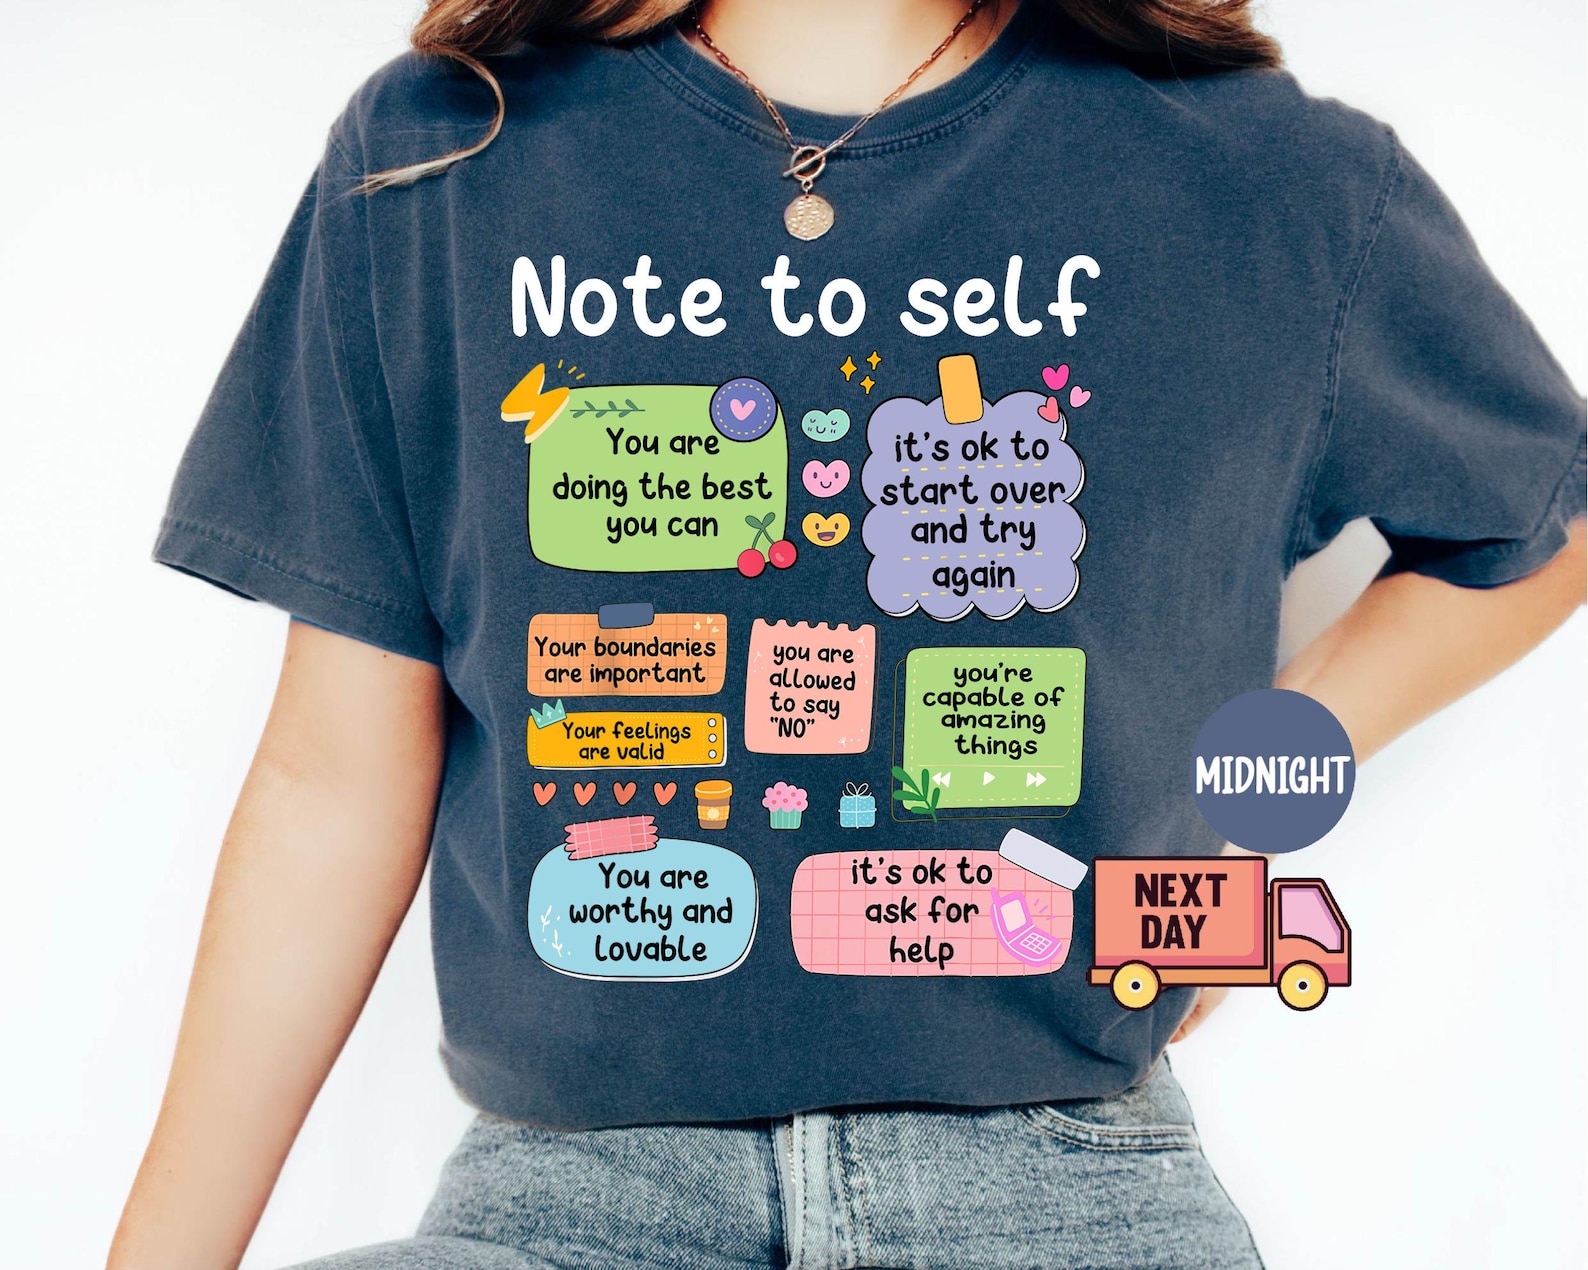 Note to self
You are
doing the best
you can
it's ok to
start over
and try
again
Your boundaries
are important
you are
allowed
to say
"NO"
you're
capable of
amazing
things
Your feelings
are valid
You are
worthy and
lovable
it's ok to
ask for
help
MIDNIGHT
NEXT
DAY